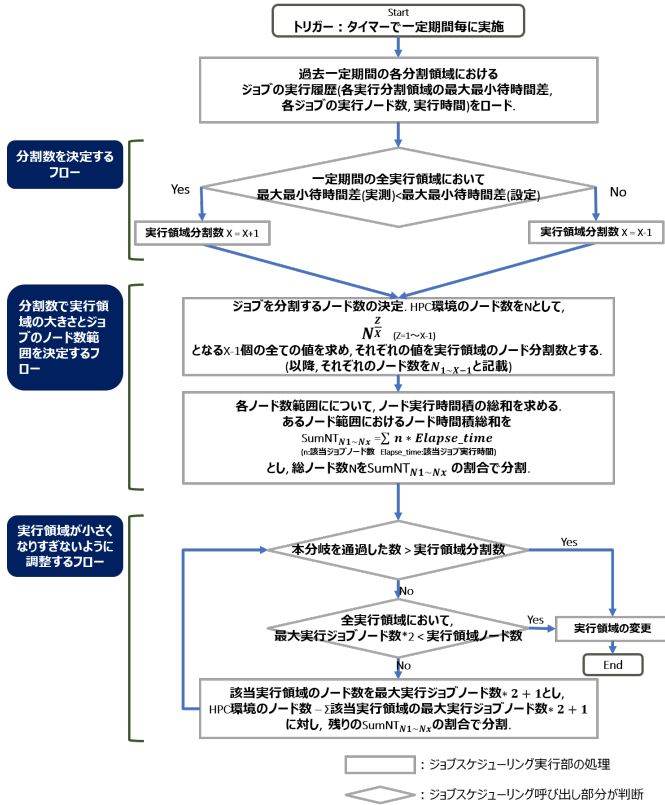 Start
トリガー：タイマーで一定期間毎に実施
過去一定期間の各分割領域における
ジョブの実行履歴(各実行分割領域の最大最小待時間差,
各ジョブの実行ノード数, 実行時間)をロード.
分割数を決定する
フロー
一定期間の全実行領域において
最大最小待時間差(実測)<最大最小待時間差(設定)
Yes
No
実行領域分割数 X = X+1
実行領域分割数 X = X-1
分割数で実行領
域の大きさとジョ
ブのノード数範
囲を決定するフ
ロー
ジョブを分割するノード数の決定. HPC環境のノード数をNとして,
N^{Z/X} (Z=1～X-1)
となるX-1個の全ての値を求め, それぞれの値を実行領域のノード分割数とする.
(以降, それぞれのノード数をN_{1~X−1}と記載)
各ノード数範囲にについて, ノード実行時間積の総和を求める.
あるノード範囲におけるノード時間積総和を
SumNT_{N1~Nx} =∑ n * Elapse_time
(n:該当ジョブノード数 Elapse_time:該当ジョブ実行時間)
とし, 総ノード数NをSumNT_{N1~Nx} の割合で分割.
実行領域が小さく
なりすぎないように
調整するフロー
本分岐を通過した数 > 実行領域分割数
Yes
No
全実行領域において,
最大実行ジョブノード数*2 < 実行領域ノード数
Yes
No
実行領域の変更
End
該当実行領域のノード数を最大実行ジョブノード数* 2 + 1とし,
HPC環境のノード数 − Σ該当実行領域の最大実行ジョブノード数* 2 + 1
に対し, 残りのSumNT_{N1~Nx}の割合で分割.
：ジョブスケジューリング実行部の処理
：ジョブスケジューリング呼び出し部分が判断